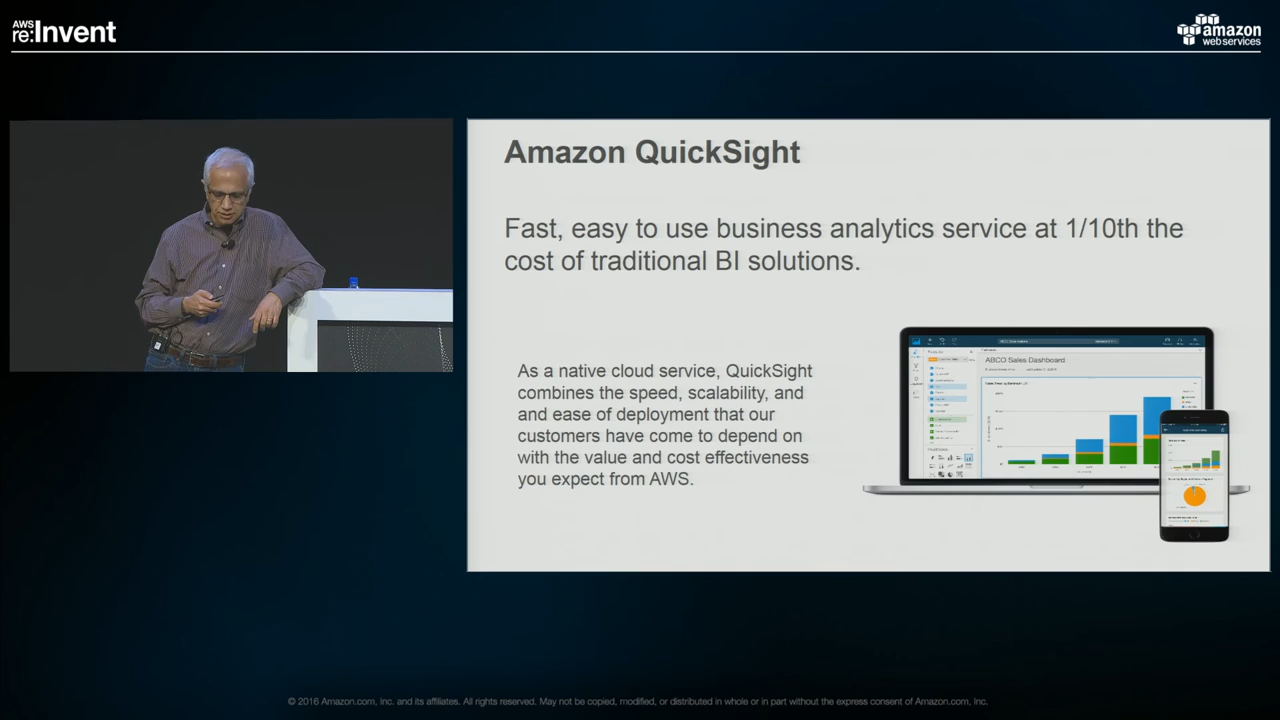 AWS
re:Invent
amazon
web services
Amazon QuickSight
Fast, easy to use business analytics service at 1/10th the
cost of traditional BI solutions.
As a native cloud service, QuickSight
combines the speed, scalability, and
and ease of deployment that our
customers have come to depend on
with the value and cost effectiveness
you expect from AWS.
ABCO Sales Dashboard
© 2016 Amazon.com, Inc. and its affiliates. All rights reserved. May not be copied, modified, or distributed in whole or in part without the express consent of Amazon.com, Inc.